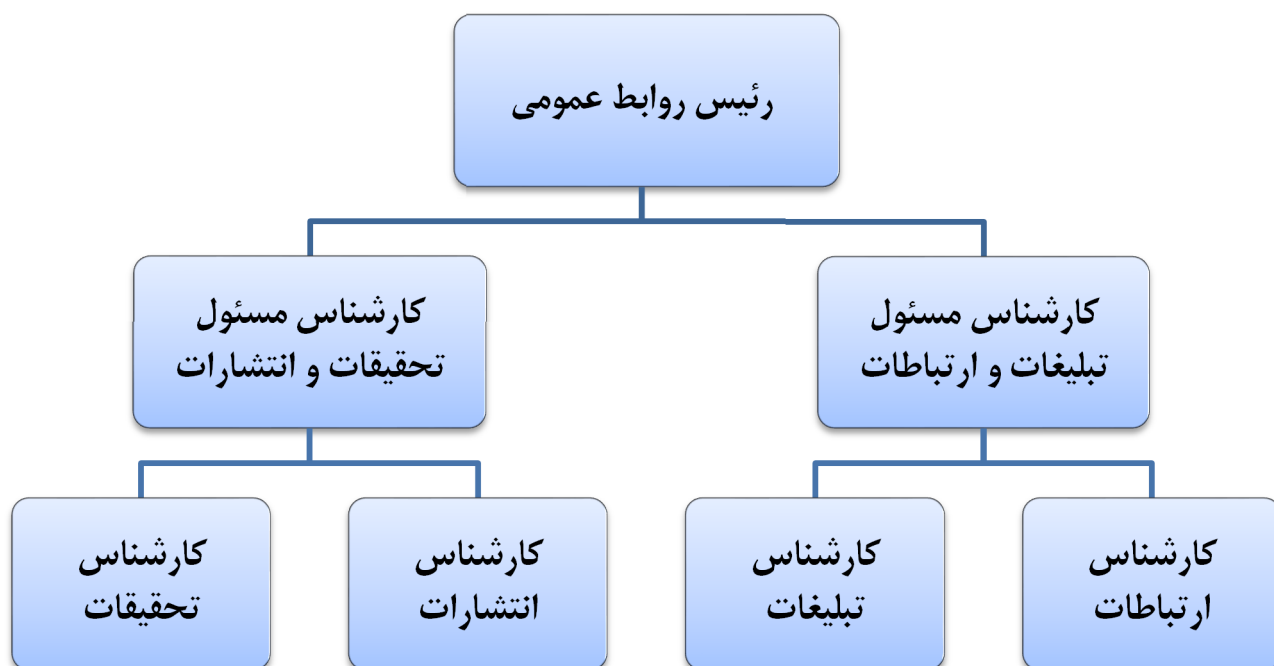 رئیس روابط عمومی
کارشناس مسئول
تبلیغات و ارتباطات
کارشناس مسئول
تحقیقات و انتشارات
کارشناس
ارتباطات
کارشناس
تبلیغات
کارشناس
انتشارات
کارشناس
تحقیقات